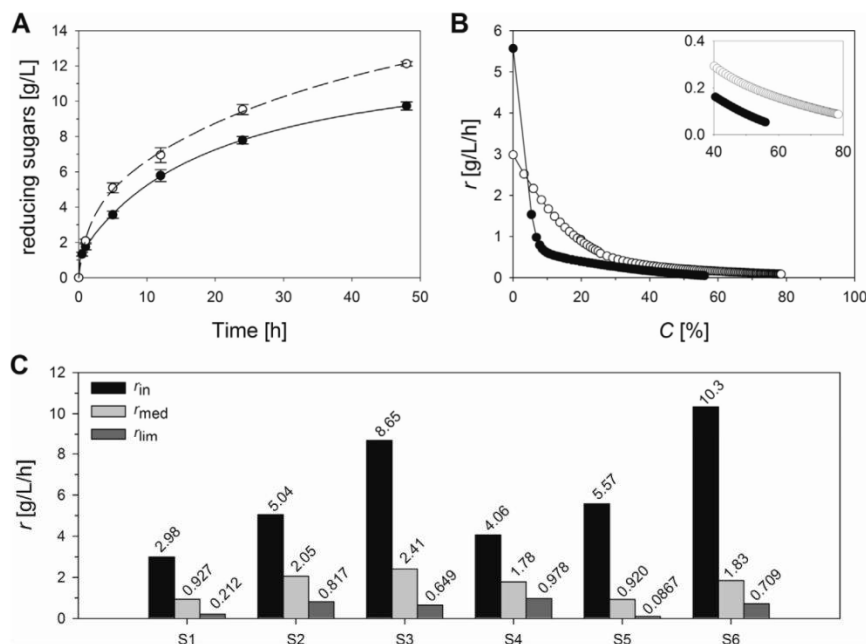 A
reducing sugars [g/L]
14
12
10
8
6
4
2
0
0 10 20 30 40 50
Time [h]
B
r [g/L/h]
6
5
4
3
2
1
0
0 20 40 60 80 100
C [%]
0.4
0.2
0.0
40 60 80
C
r [g/L/h]
12
10
8
6
4
2
0
r in
r med
r lim
2.98
0.927
0.212
5.04
2.05
0.817
8.65
2.41
0.649
4.06
1.78
0.978
5.57
0.920
0.0867
10.3
1.83
0.709
S1 S2 S3 S4 S5 S6